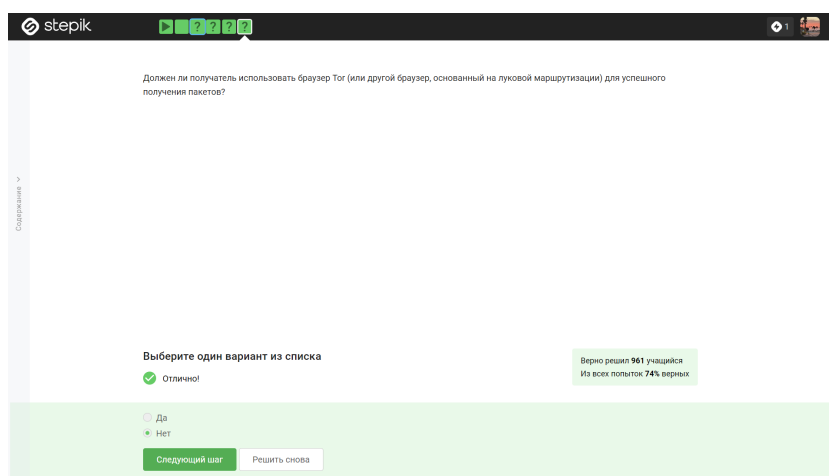 stepik
? ? ? ?
1
Должен ли получатель использовать браузер Tor (или другой браузер, основанный на луковой маршрутизации) для успешного
получения пакетов?
Содержание
Выберите один вариант из списка
Отлично!
Верно решил 961 учащийся
Из всех попыток 74% верных
Да
Нет
Следующий шаг
Решить снова